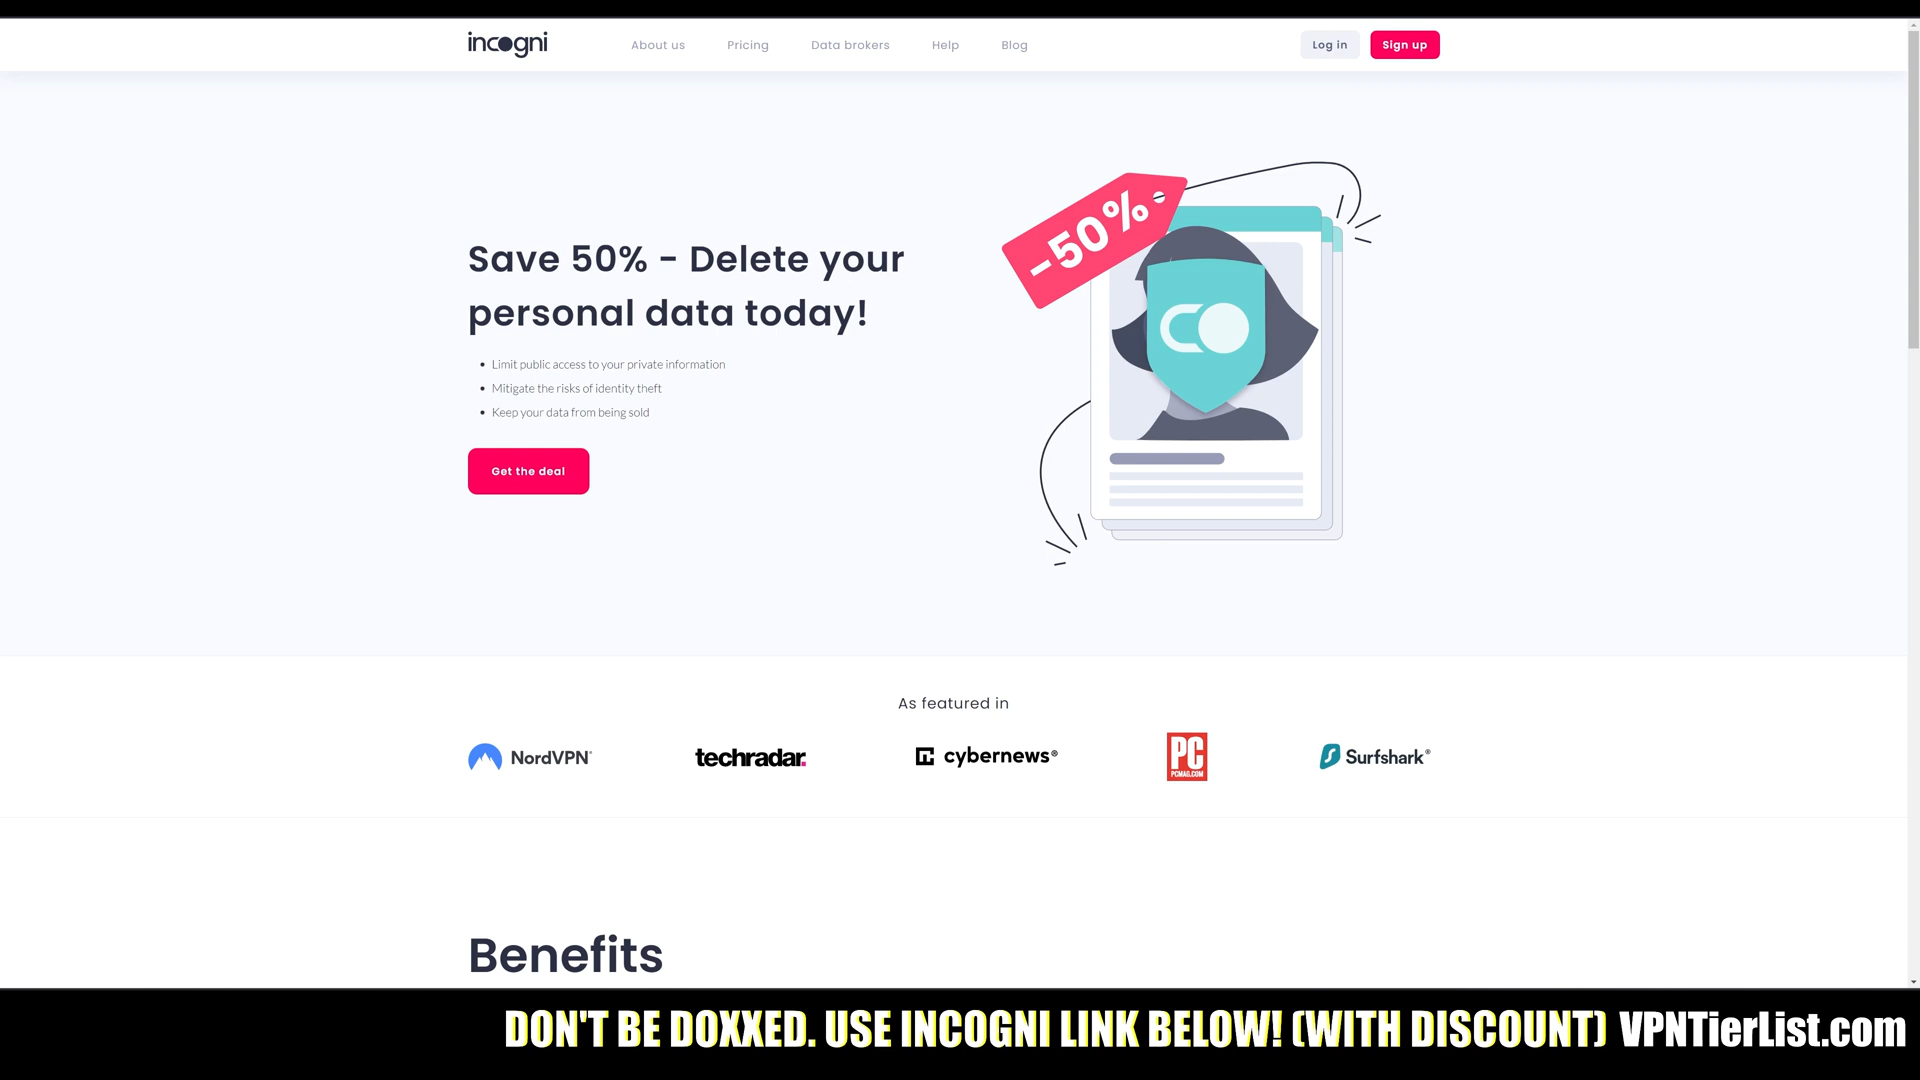 incogni
About us Pricing Data brokers Help Blog Log in Sign up
-50%
Save 50% - Delete your
personal data today!
Limit public access to your private information
Mitigate the risks of identity theft
Keep your data from being sold
Get the deal
As featured in
NordVPN® techradar. cybernews® PC PCMAG.COM Surfshark®
Benefits
DON'T BE DOXXED. USE INCOGNI LINK BELOW! (WITH DISCOUNT) VPNTierList.com